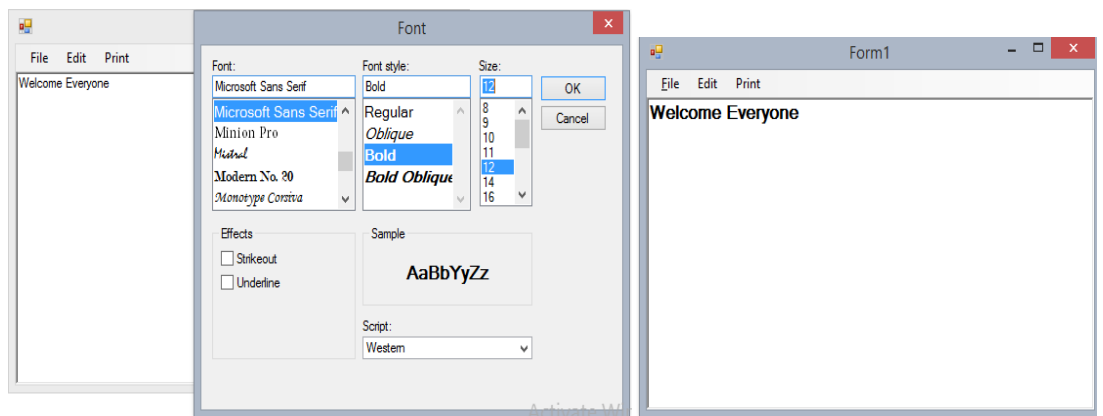 File Edit Print
Welcome Everyone
Font
Font:
Microsoft Sans Serif
Microsoft Sans Serif
Minion Pro
Mistral
Modern No. 20
Monotype Corsiva
Font style:
Bold
Regular
Oblique
Bold
Bold Oblique
Size:
12
8
9
10
11
12
14
16
OK
Cancel
Effects
Strikeout
Underline
Sample
AaBbYyZz
Script:
Western
Activate
Form1
File Edit Print
Welcome Everyone